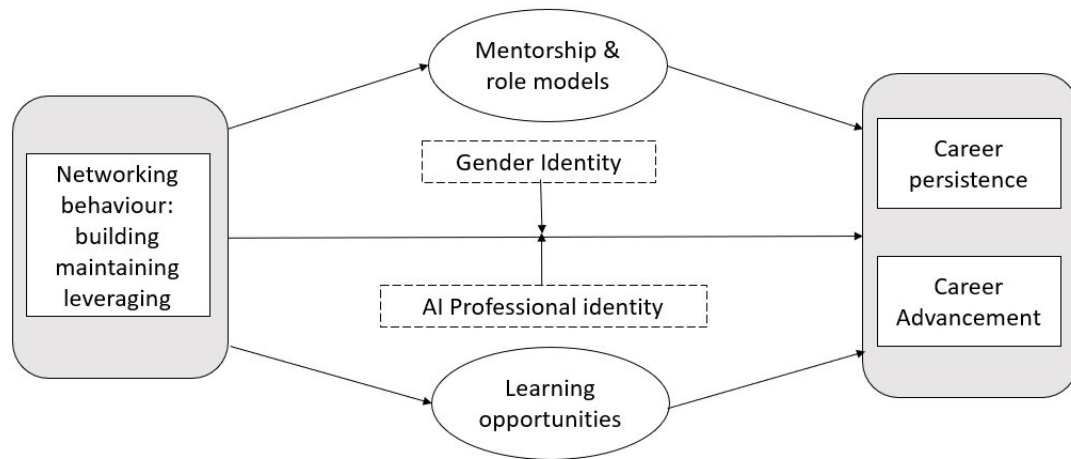 Mentorship &
role models
Gender Identity
Networking
behaviour:
building
maintaining
leveraging
AI Professional identity
Learning
opportunities
Career
persistence
Career
Advancement